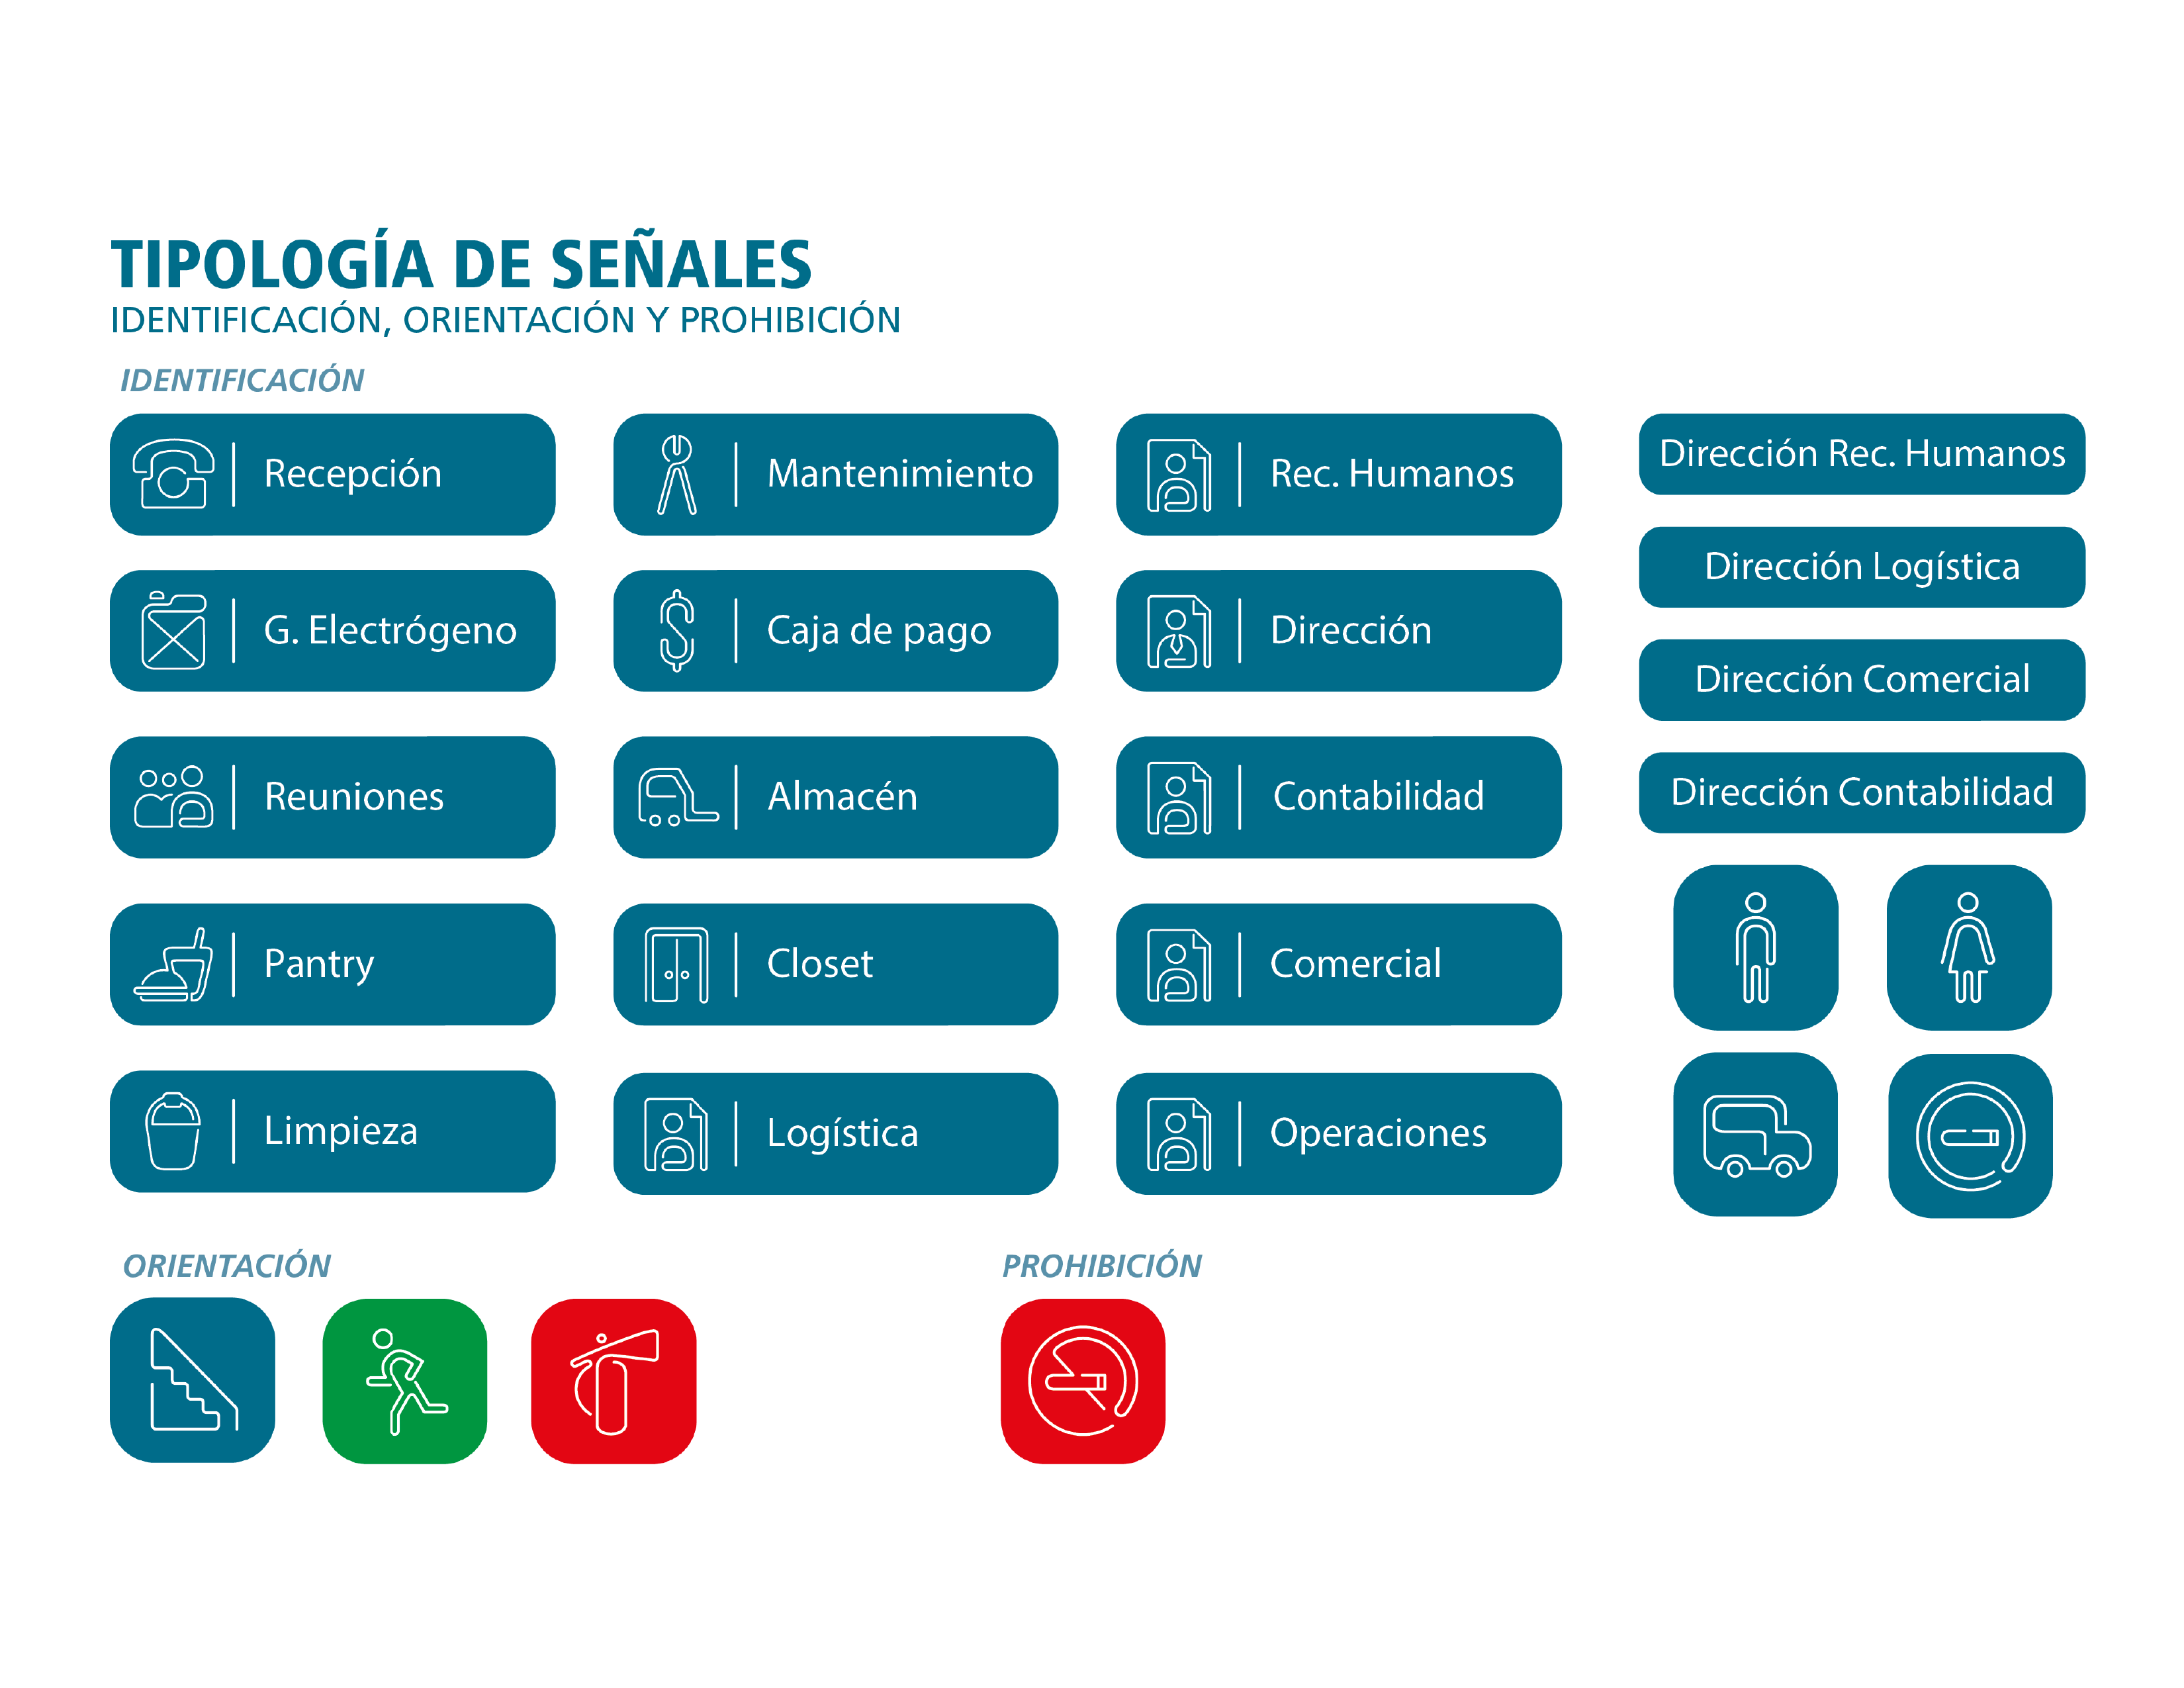 TIPOLOGÍA DE SEÑALES
IDENTIFICACIÓN, ORIENTACIÓN Y PROHIBICIÓN
IDENTIFICACIÓN
Recepción
Mantenimiento
Rec. Humanos
Dirección Rec. Humanos
G. Electrógeno
Caja de pago
Dirección
Dirección Logística
Dirección Comercial
Reuniones
Almacén
Contabilidad
Dirección Contabilidad
Pantry
Closet
Comercial
Limpieza
Logística
Operaciones
ORIENTACIÓN
PROHIBICIÓN